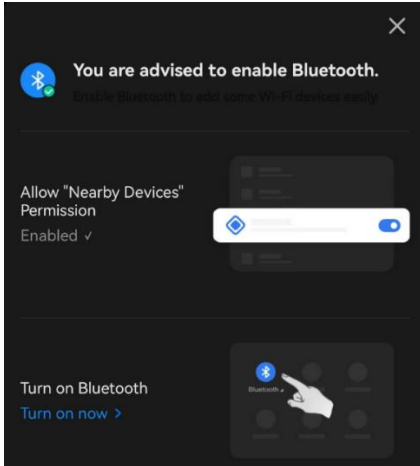 You are advised to enable Bluetooth.
Enable Bluetooth to add some Wi-Fi devices easily
Allow "Nearby Devices"
Permission
Enabled ✓
Bluetooth
Turn on Bluetooth
Turn on now >